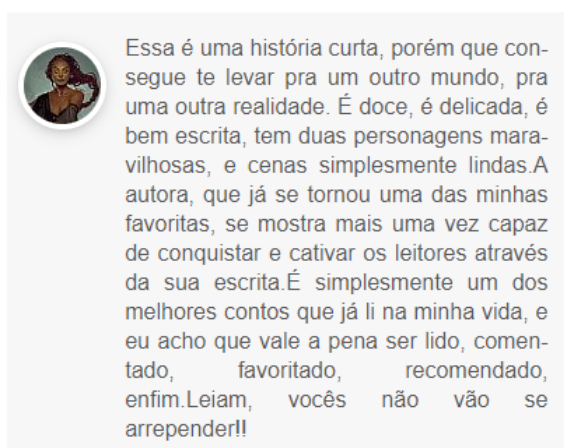 Essa é uma história curta, porém que con-
segue te levar pra um outro mundo, pra
uma outra realidade. É doce, é delicada, é
bem escrita, tem duas personagens mara-
vilhosas, e cenas simplesmente lindas.A
autora, que já se tornou uma das minhas
favoritas, se mostra mais uma vez capaz
de conquistar e cativar os leitores através
da sua escrita.É simplesmente um dos
melhores contos que já li na minha vida, e
eu acho que vale a pena ser lido, comen-
tado, favoritado, recomendado,
enfim.Leiam, vocês não vão se
arrepender!!